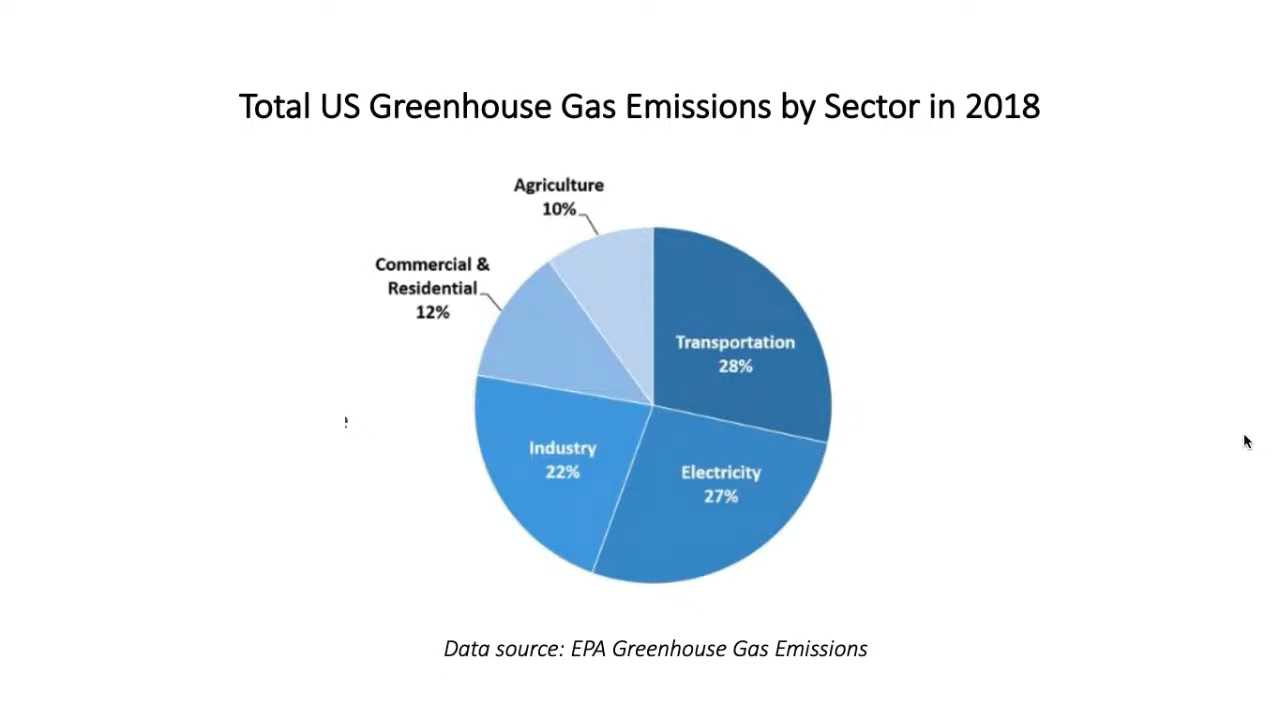 Total US Greenhouse Gas Emissions by Sector in 2018
Agriculture
10%
Commercial &
Residential
12%
Transportation
28%
Industry
22%
Electricity
27%
Data source: EPA Greenhouse Gas Emissions